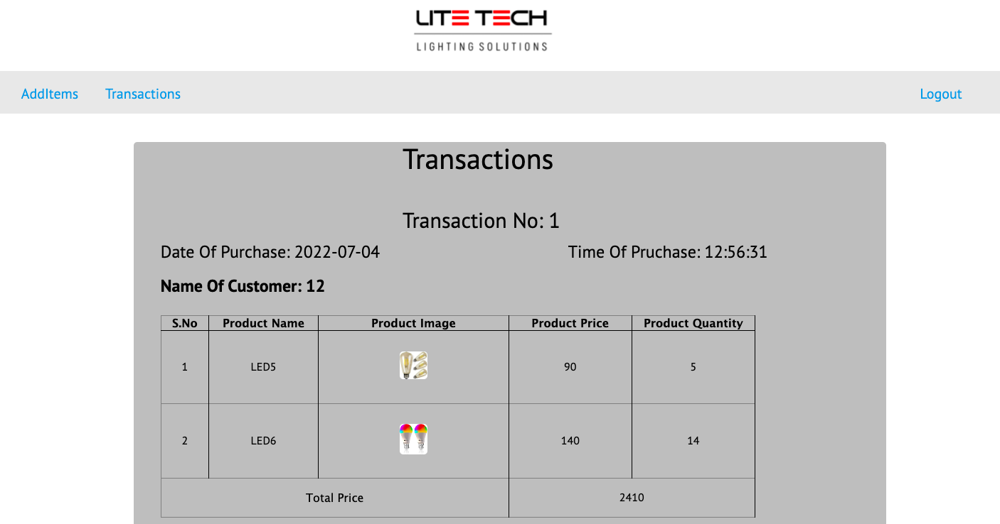 LITE TECH
LIGHTING SOLUTIONS
AddItems Transactions Logout
Transactions
Transaction No: 1
Date Of Purchase: 2022-07-04 Time Of Pruchase: 12:56:31
Name Of Customer: 12
S.No Product Name Product Image Product Price Product Quantity
1 LED5 90 5
2 LED6 140 14
Total Price 2410